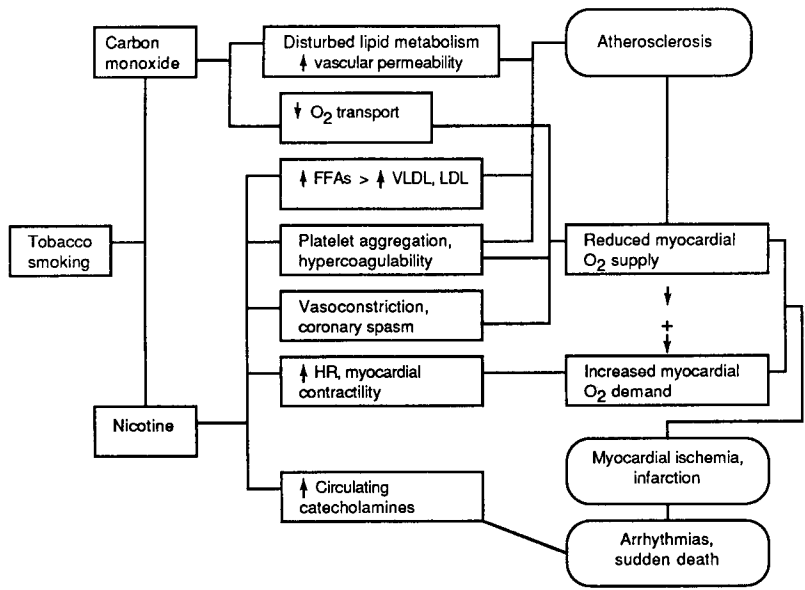 Carbon
monoxide
Disturbed lipid metabolism
↑ vascular permeability
Atherosclerosis
↓ O2 transport
↑ FFAs > ↑ VLDL, LDL
Tobacco
smoking
Platelet aggregation,
hypercoagulability
Reduced myocardial
O2 supply
↓
+
↓
Vasoconstriction,
coronary spasm
↑ HR, myocardial
contractility
Increased myocardial
O2 demand
Nicotine
Myocardial ischemia,
infarction
↑ Circulating
catecholamines
Arrhythmias,
sudden death